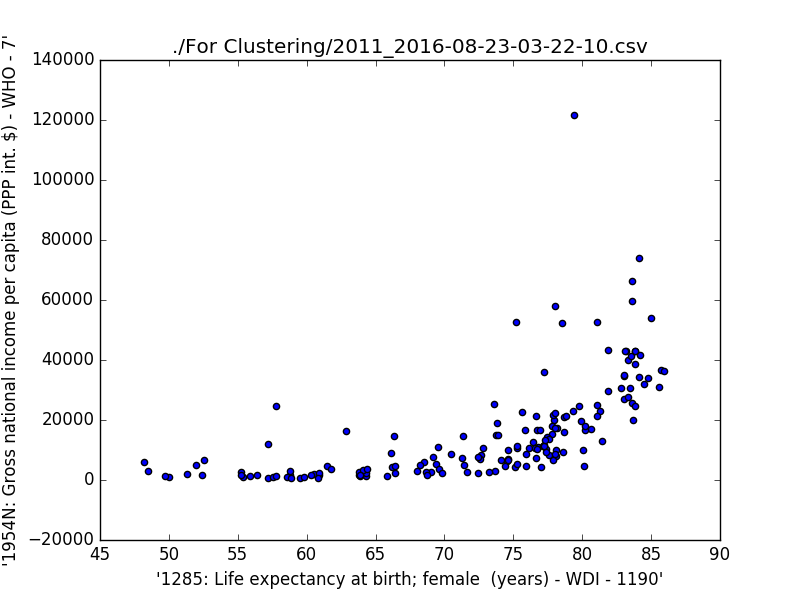 ./For Clustering/2011_2016-08-23-03-22-10.csv
'1954N: Gross national income per capita (PPP int. $) - WHO - 7'
140000
120000
100000
80000
60000
40000
20000
0
−20000
45 50 55 60 65 70 75 80 85 90
'1285: Life expectancy at birth; female  (years) - WDI - 1190'